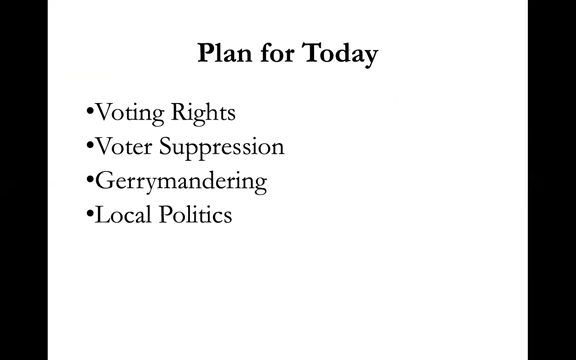 Plan for Today
•Voting Rights
•Voter Suppression
•Gerrymandering
•Local Politics